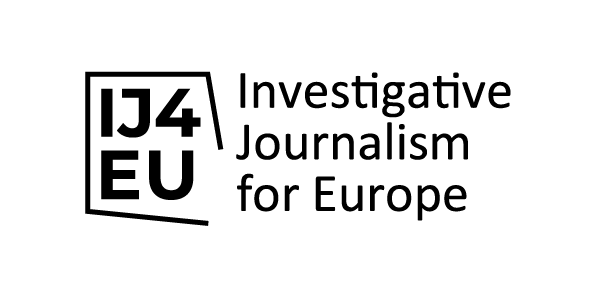 IJ4
EU
Investigative
Journalism
for Europe